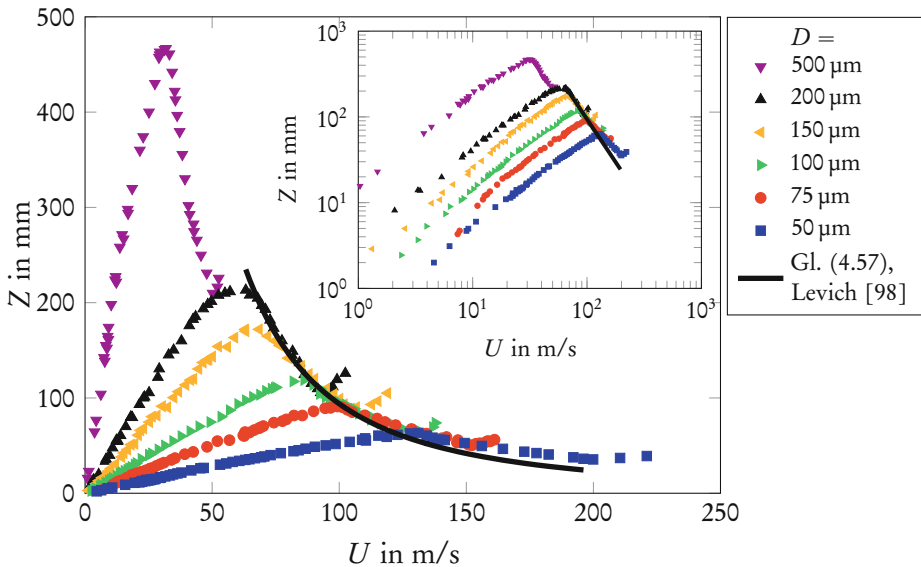 500
400
300
200
100
0
Z in mm
0
50
100
150
200
250
U in m/s
10³
10²
10¹
10⁰
Z in mm
10⁰
10¹
10²
10³
U in m/s
D =
500 µm
200 µm
150 µm
100 µm
75 µm
50 µm
Gl. (4.57),
Levich [98]